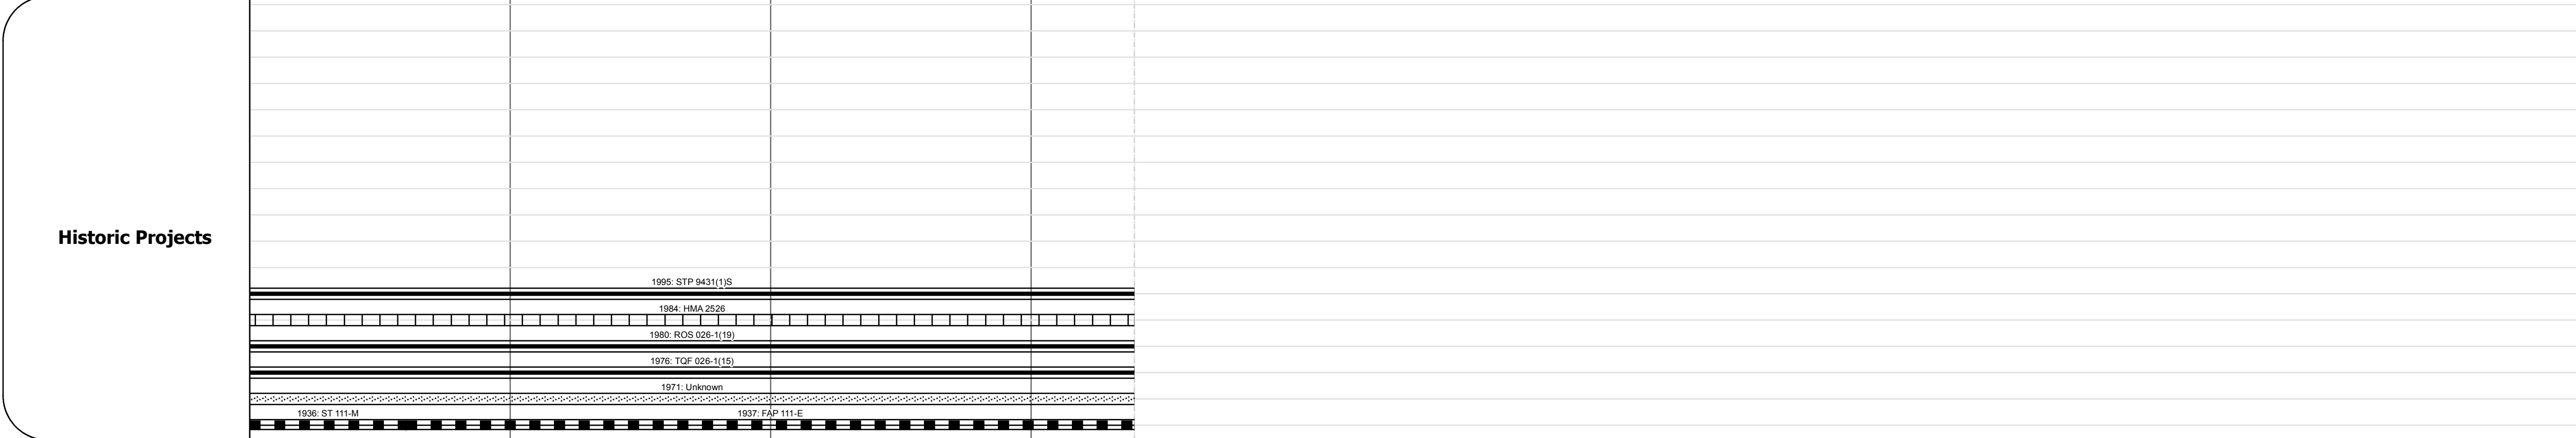 Historic Projects
1995: STP 9431(1)S
1984: HMA 2526
1980: ROS 026-1(19)
1976: TQF 026-1(15)
1971: Unknown
1936: ST 111-M
1937: FAP 111-E